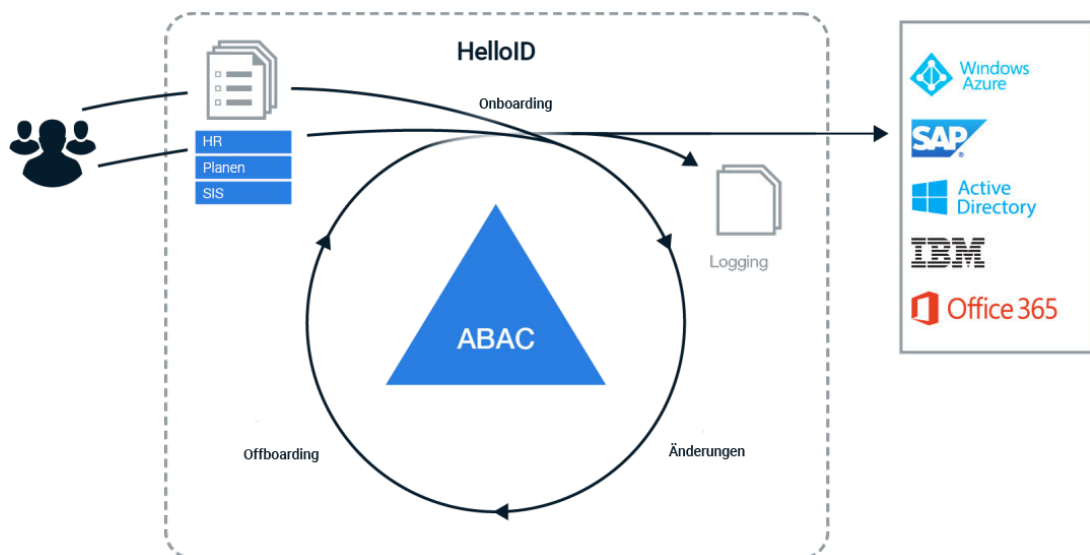 HelloID
Onboarding
HR
Planen
SIS
Logging
ABAC
Offboarding
Änderungen
Windows
Azure
SAP
®
Active
Directory
IBM
Office 365